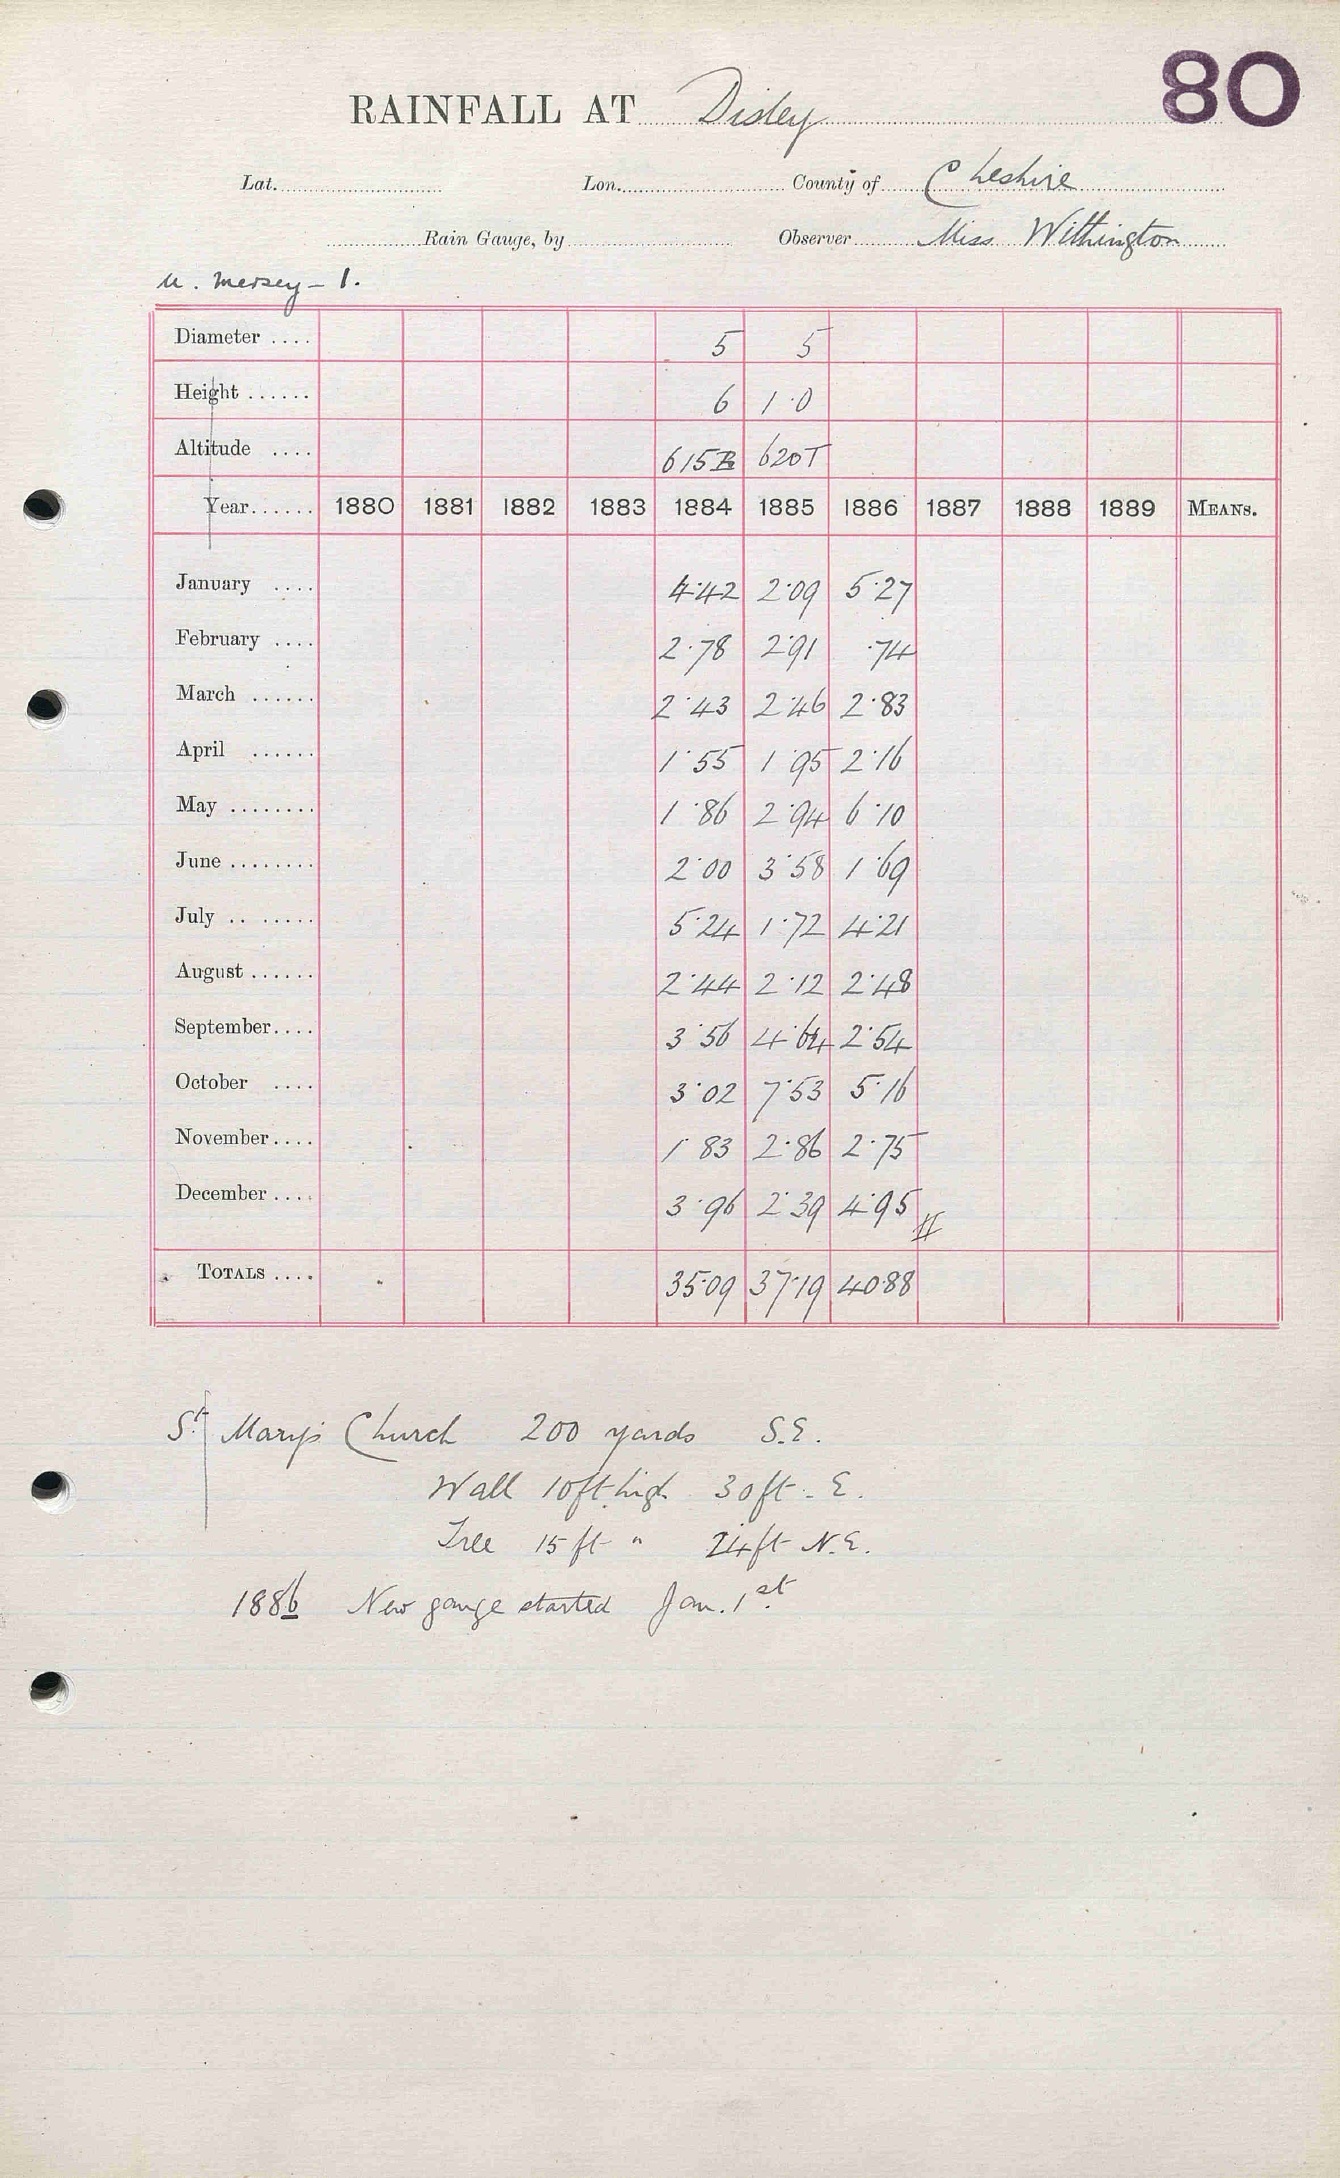 80
RAINFALL AT Disley
Lat. Lon. County of Cheshire
Rain Gauge, by Observer Miss Withington
U. Mersey - 1.
Diameter .... 5 5
Height ...... 6 1·0
Altitude .... 615B 620T
Year...... 1880 1881 1882 1883 1884 1885 1886 1887 1888 1889 MEANS.
January .... 4·42 2·09 5·27
February .... 2·78 2·91 ·74
March ...... 2·43 2·46 2·83
April ...... 1·55 1·95 2·16
May ........ 1·86 2·94 6·10
June ........ 2·00 3·58 1·69
July .. ..... 5·24 1·72 4·21
August ...... 2·44 2·12 2·48
September.... 3·56 4·64 2·54
October .... 3·02 7·53 5·16
November.... 1·83 2·86 2·75
December .... 3·96 2·39 4·95
TOTALS .... 35·09 37·19 40·88
St. Mary's Church 200 yards S.E.
Wall 10ft high 30ft - E.
Tree 15 ft " 24ft N.E.
1886 New gauge started Jan. 1st.